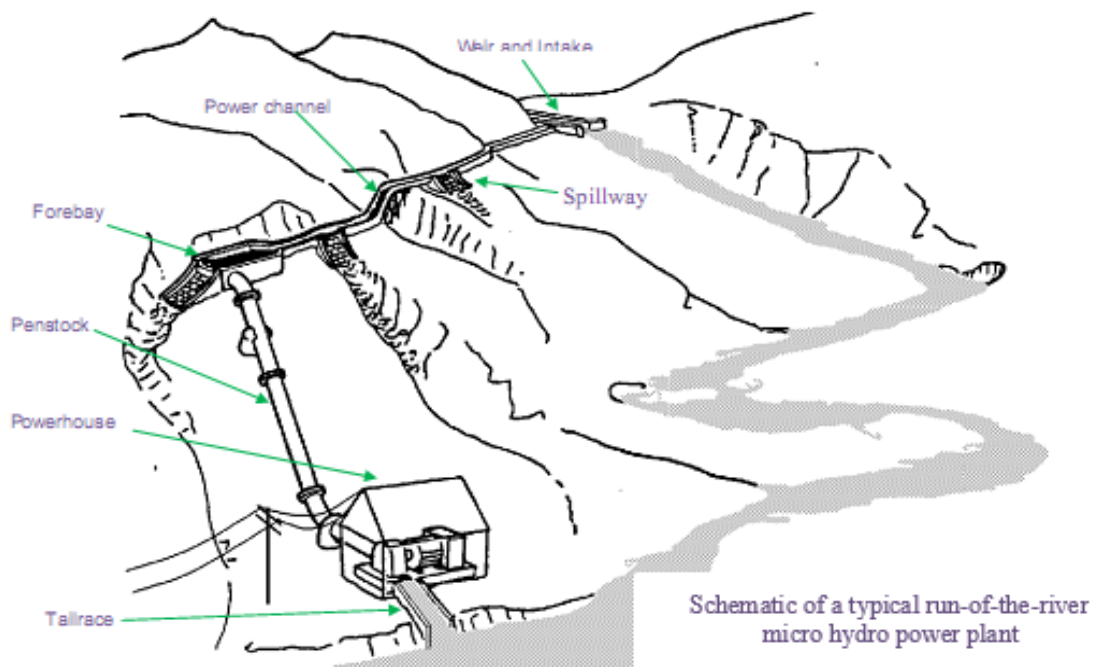 Weir and Intake
Power channel
Spillway
Forebay
Penstock
Powerhouse
Tailrace
Schematic of a typical run-of-the-river
micro hydro power plant